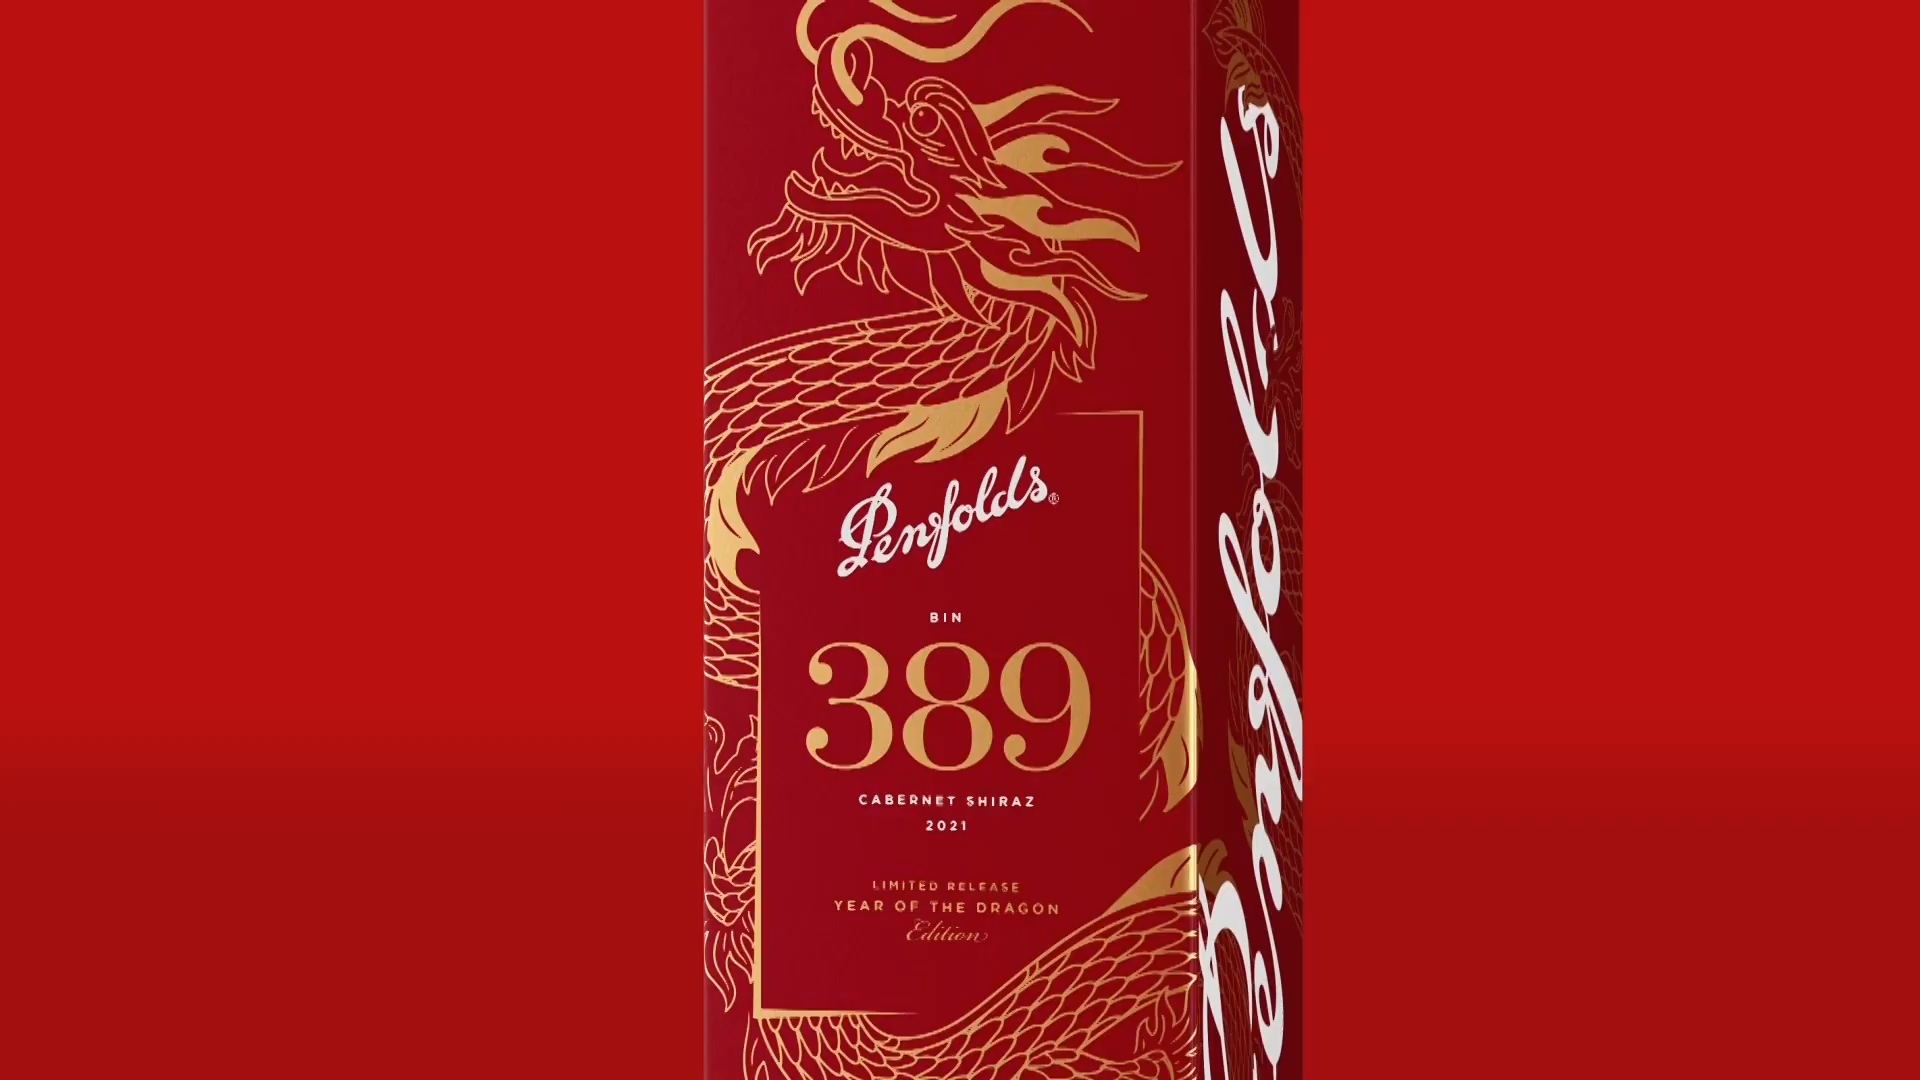 Penfolds®
BIN
389
CABERNET SHIRAZ
2021
LIMITED RELEASE
YEAR OF THE DRAGON
Edition
Penfolds